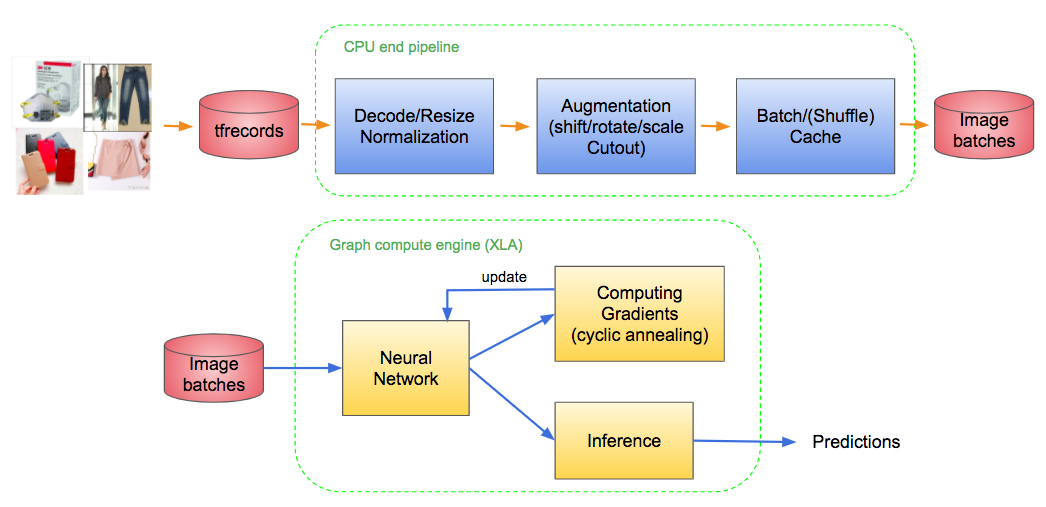 CPU end pipeline
tfrecords
Decode/Resize
Normalization
Augmentation
(shift/rotate/scale
Cutout)
Batch/(Shuffle)
Cache
Image
batches
Graph compute engine (XLA)
update
Computing
Gradients
(cyclic annealing)
Neural
Network
Image
batches
Inference
Predictions